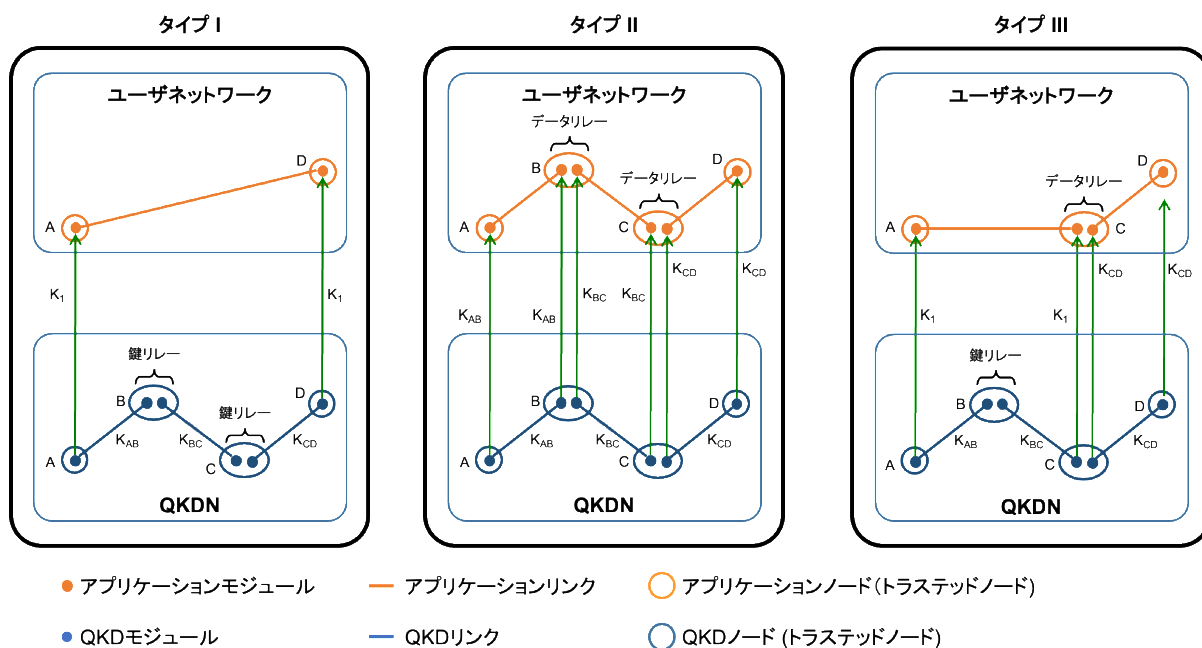 タイプ I
ユーザネットワーク
D
A
K1
K1
鍵リレー
B
鍵リレー
D
KAB
KBC
KCD
A
C
QKDN
タイプ II
ユーザネットワーク
データリレー
B
データリレー
D
A
C
KCD
KCD
KBC
KBC
KAB
KAB
B
D
KAB
KBC
KCD
A
C
QKDN
タイプ III
ユーザネットワーク
D
データリレー
A
C
KCD
KCD
K1
K1
鍵リレー
B
D
KAB
KBC
KCD
A
C
QKDN
アプリケーションモジュール
アプリケーションリンク
アプリケーションノード(トラステッドノード)
QKDモジュール
QKDリンク
QKDノード (トラステッドノード)